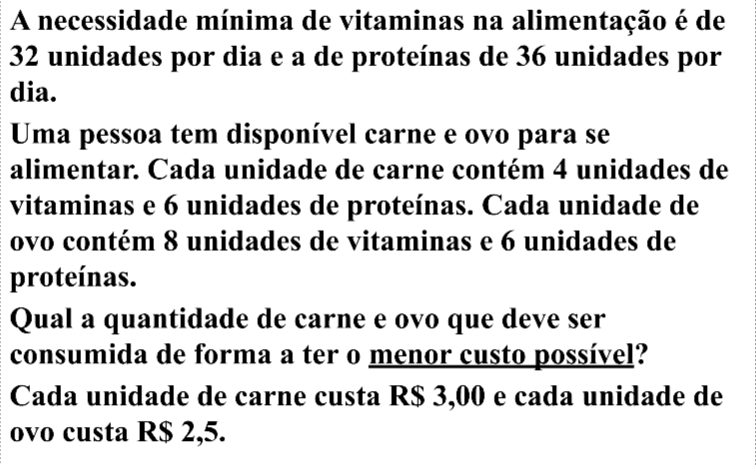 A necessidade mínima de vitaminas na alimentação é de
32 unidades por dia e a de proteínas de 36 unidades por
dia.
Uma pessoa tem disponível carne e ovo para se
alimentar. Cada unidade de carne contém 4 unidades de
vitaminas e 6 unidades de proteínas. Cada unidade de
ovo contém 8 unidades de vitaminas e 6 unidades de
proteínas.
Qual a quantidade de carne e ovo que deve ser
consumida de forma a ter o menor custo possível?
Cada unidade de carne custa R$ 3,00 e cada unidade de
ovo custa R$ 2,5.